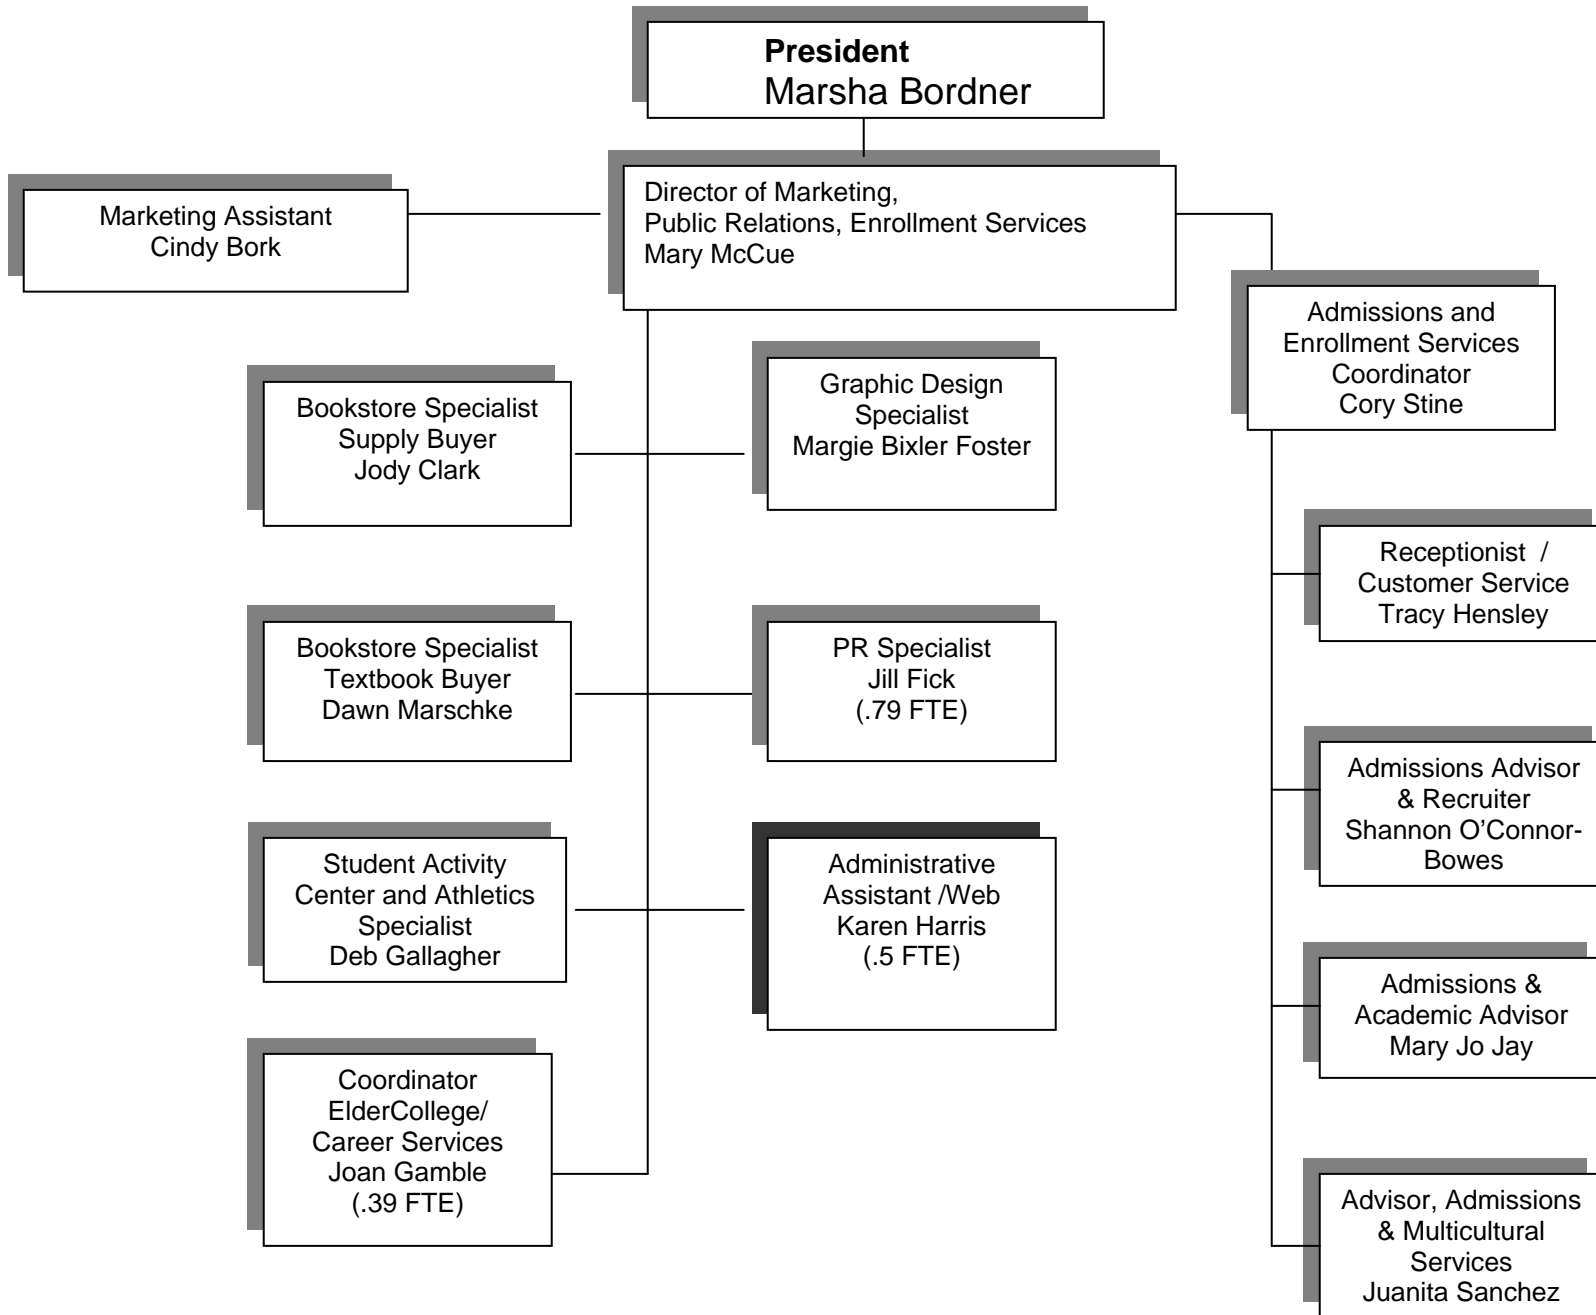 President
Marsha Bordner
Director of Marketing,
Public Relations, Enrollment Services
Mary McCue
Marketing Assistant
Cindy Bork
Admissions and
Enrollment Services
Coordinator
Cory Stine
Bookstore Specialist
Supply Buyer
Jody Clark
Graphic Design
Specialist
Margie Bixler Foster
Receptionist /
Customer Service
Tracy Hensley
Bookstore Specialist
Textbook Buyer
Dawn Marschke
PR Specialist
Jill Fick
(.79 FTE)
Admissions Advisor
& Recruiter
Shannon O’Connor-
Bowes
Student Activity
Center and Athletics
Specialist
Deb Gallagher
Administrative
Assistant /Web
Karen Harris
(.5 FTE)
Admissions &
Academic Advisor
Mary Jo Jay
Coordinator
ElderCollege/
Career Services
Joan Gamble
(.39 FTE)
Advisor, Admissions
& Multicultural
Services
Juanita Sanchez